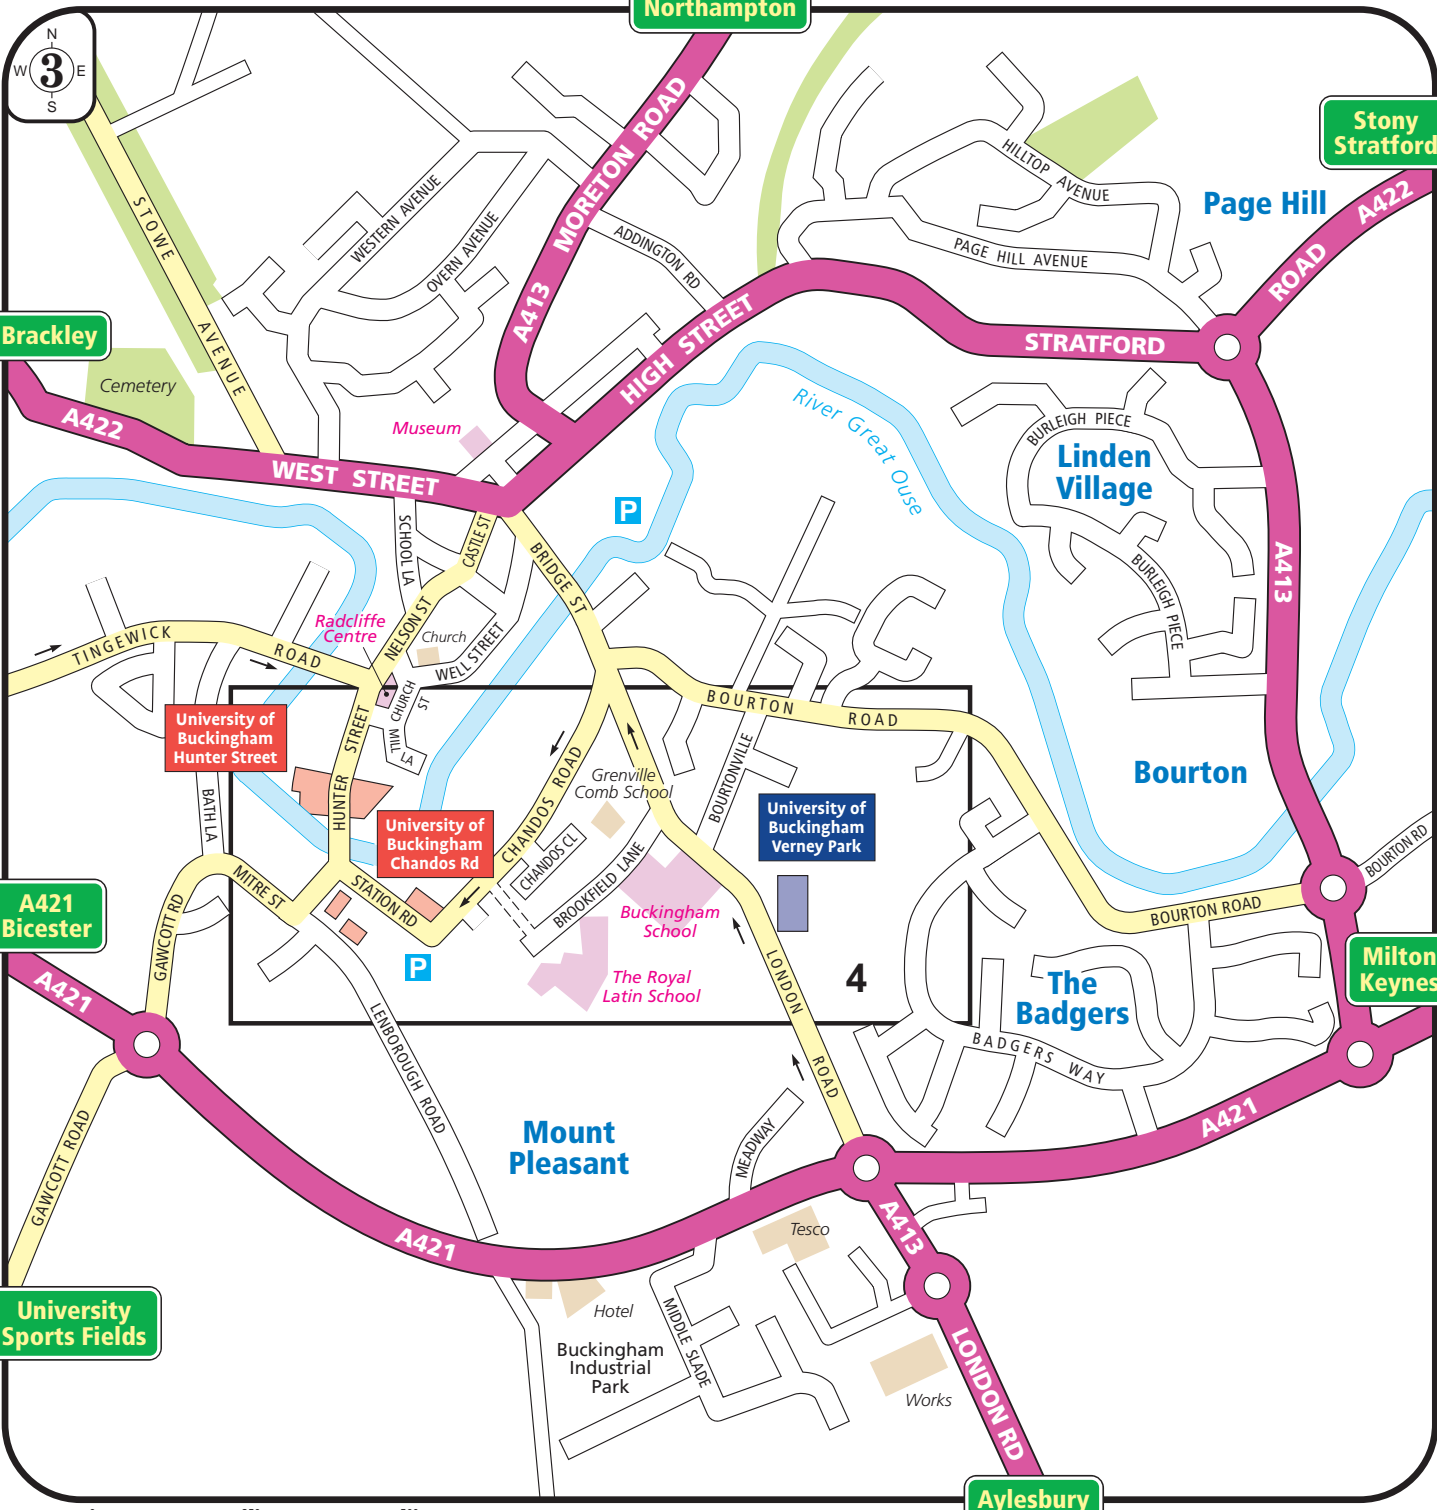 Northampton
N
W 3 E
S
Stony
Stratford
A422
ROAD
Page Hill
HILLTOP AVENUE
PAGE HILL AVENUE
MORETON ROAD
A413
ADDINGTON RD
WESTERN AVENUE
OVERN AVENUE
STOWE
AVENUE
Brackley
Cemetery
A422
WEST STREET
Museum
HIGH STREET
STRATFORD
River Great Ouse
BURLEIGH PIECE
Linden
Village
BURLEIGH PIECE
A413
P
SCHOOL LA
CASTLE ST
BRIDGE ST
NELSON ST
Radcliffe
Centre
Church
WELL STREET
CHURCH
ST
MILL
LA
TINGEWICK
ROAD
University of
Buckingham
Hunter Street
HUNTER
STREET
BATH LA
University of
Buckingham
Chandos Rd
CHANDOS ROAD
CHANDOS CL
Grenville
Comb School
BROOKFIELD LANE
BOURTONVILLE
BOURTON
ROAD
University of
Buckingham
Verney Park
Bourton
BOURTON RD
BOURTON ROAD
A421
Bicester
GAWCOTT RD
MITRE ST
STATION RD
P
Buckingham
School
The Royal
Latin School
LONDON
ROAD
4
The
Badgers
BADGERS WAY
Milton
Keynes
A421
A421
LENBOROUGH ROAD
Mount
Pleasant
MEADWAY
GAWCOTT ROAD
A421
Tesco
A413
University
Sports Fields
Hotel
Buckingham
Industrial
Park
MIDDLE SLADE
Works
LONDON RD
Aylesbury